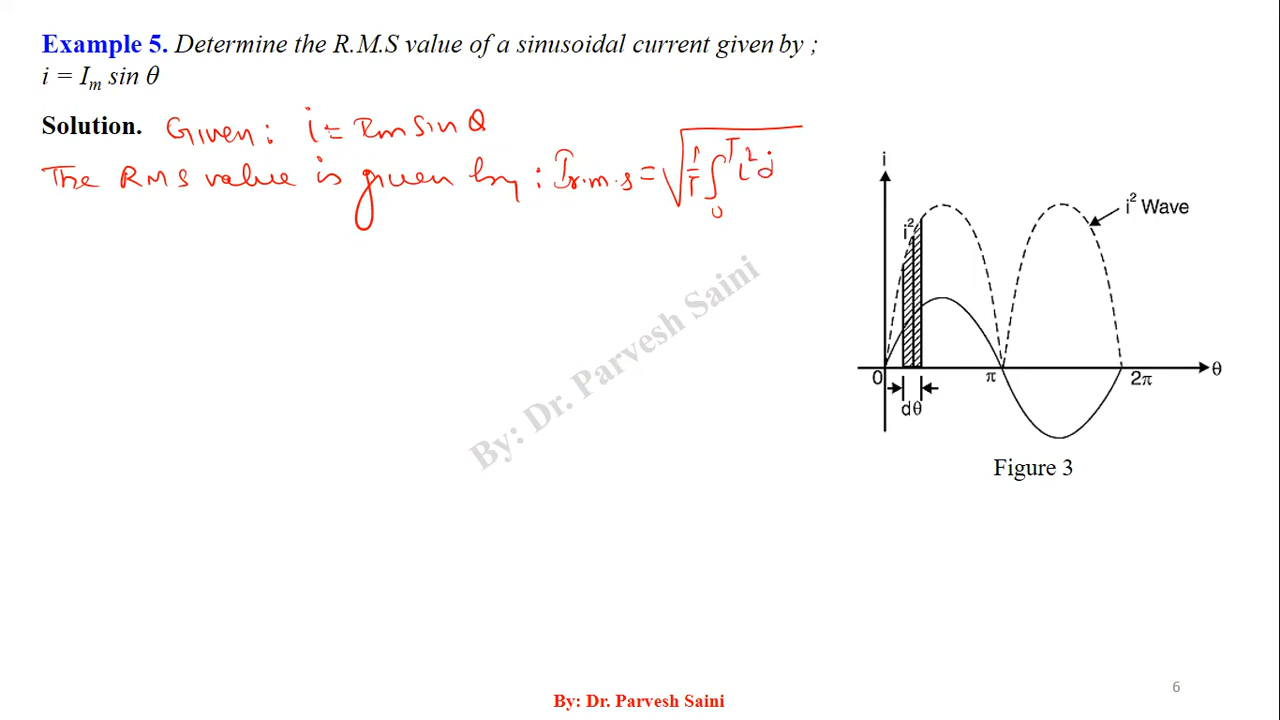 Example 5. Determine the R.M.S value of a sinusoidal current given by ;
i = Im sin θ
Solution. Given: i = Im sin θ
The RMS value is given by: Ir.m.s = √ 1/T ∫0T i² d
i
i² Wave
i²
0
π
2π
θ
dθ
Figure 3
By: Dr. Parvesh Saini
6
By: Dr. Parvesh Saini